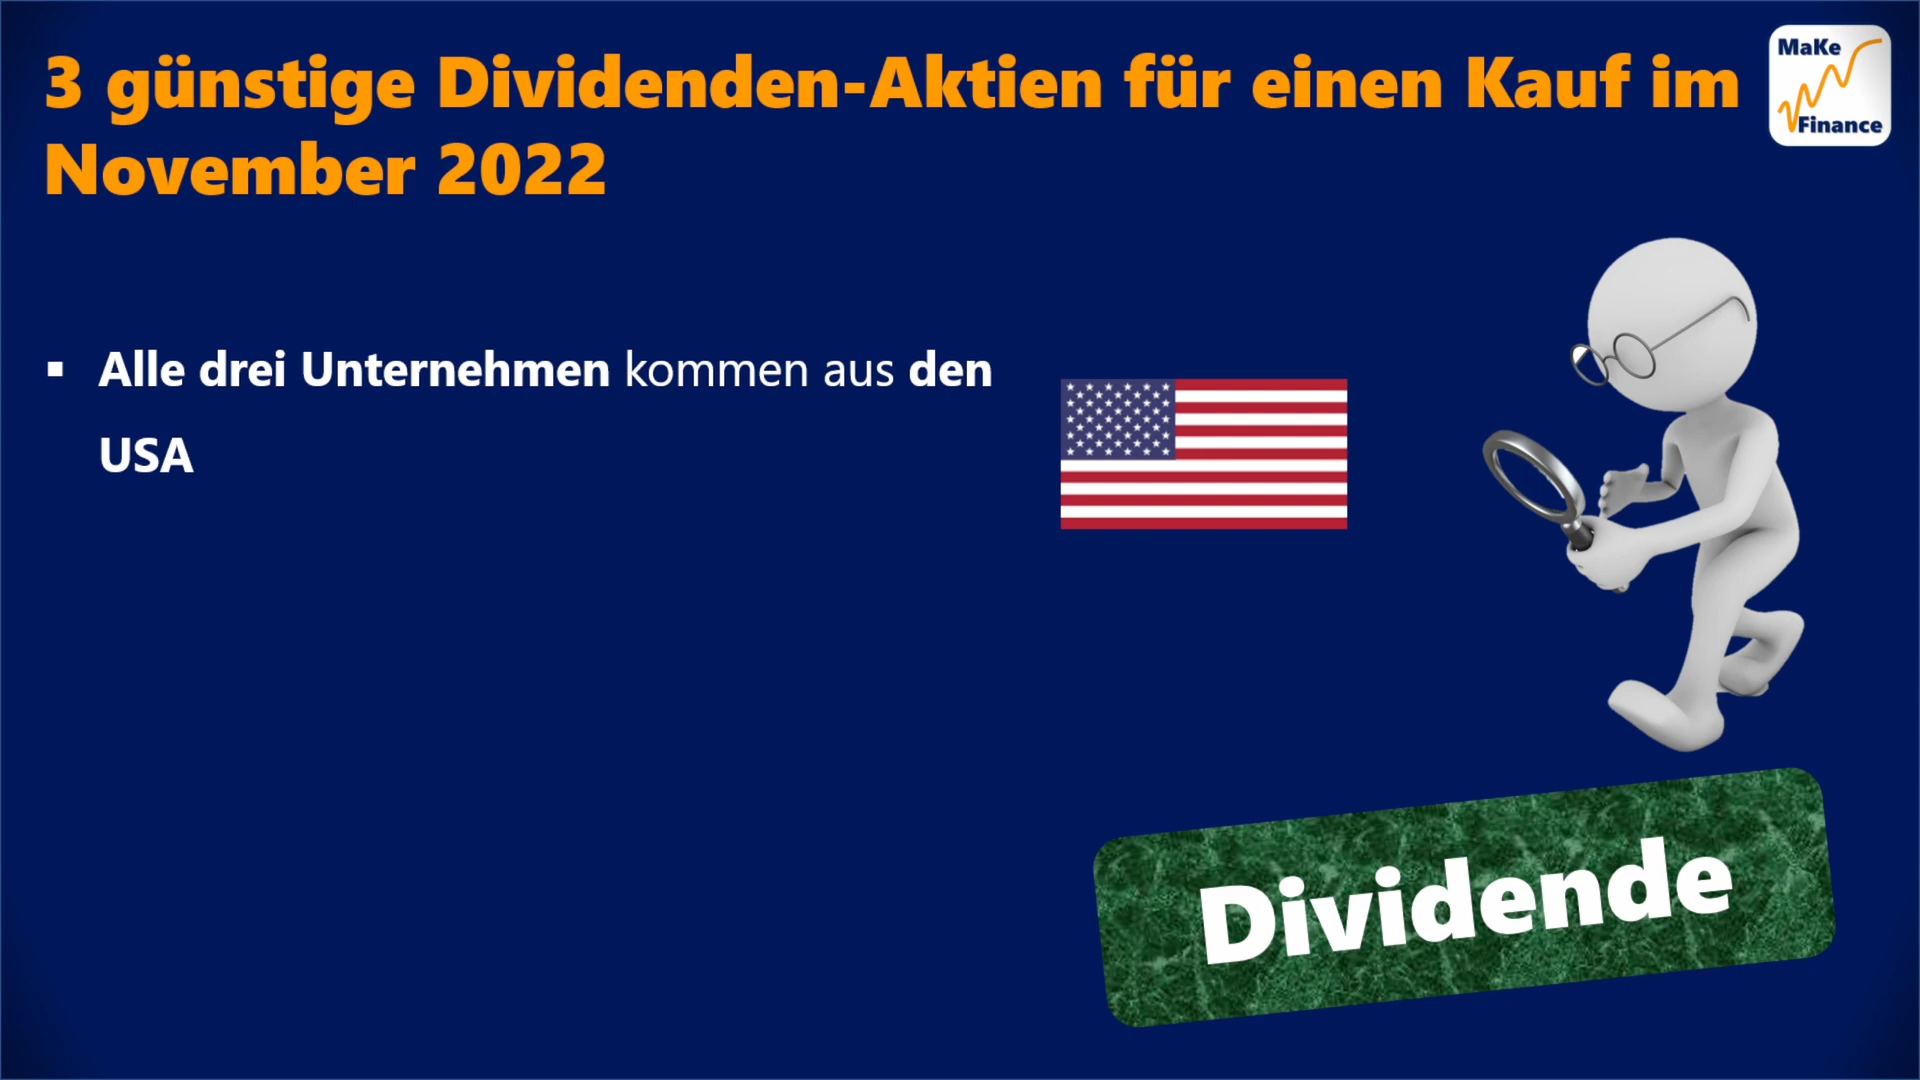 3 günstige Dividenden-Aktien für einen Kauf im
November 2022
MaKe
Finance
▪ Alle drei Unternehmen kommen aus den
USA
Dividende